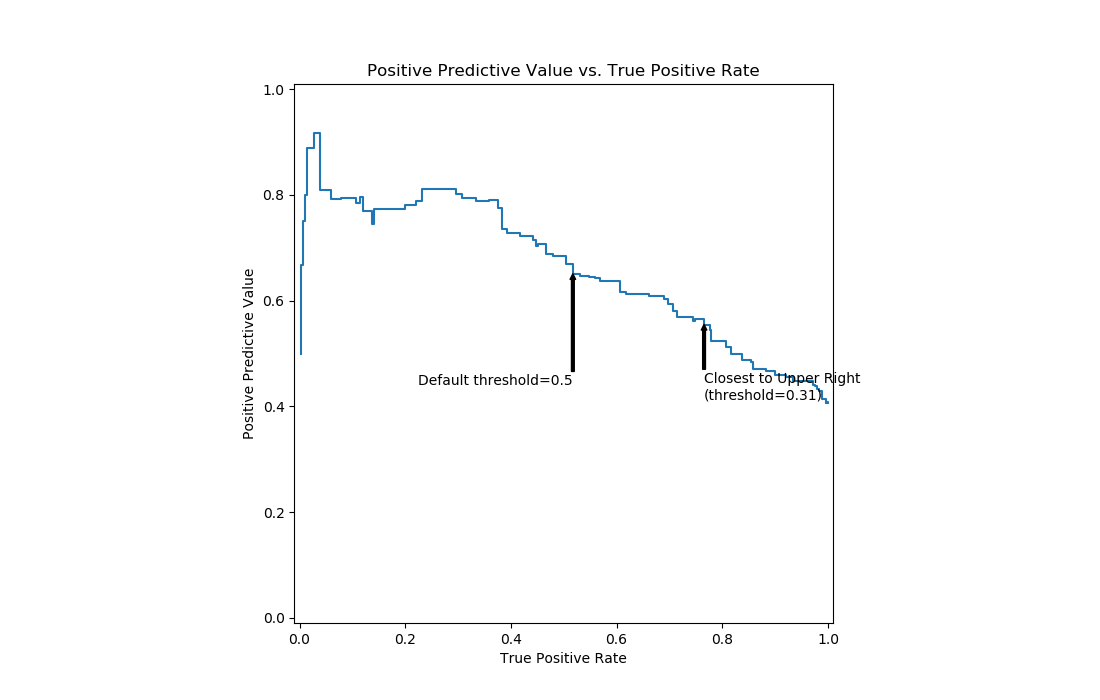 Positive Predictive Value vs. True Positive Rate
1.0
0.8
0.6
0.4
0.2
0.0
Positive Predictive Value
Default threshold=0.5
Closest to Upper Right
(threshold=0.31)
0.0 0.2 0.4 0.6 0.8 1.0
True Positive Rate